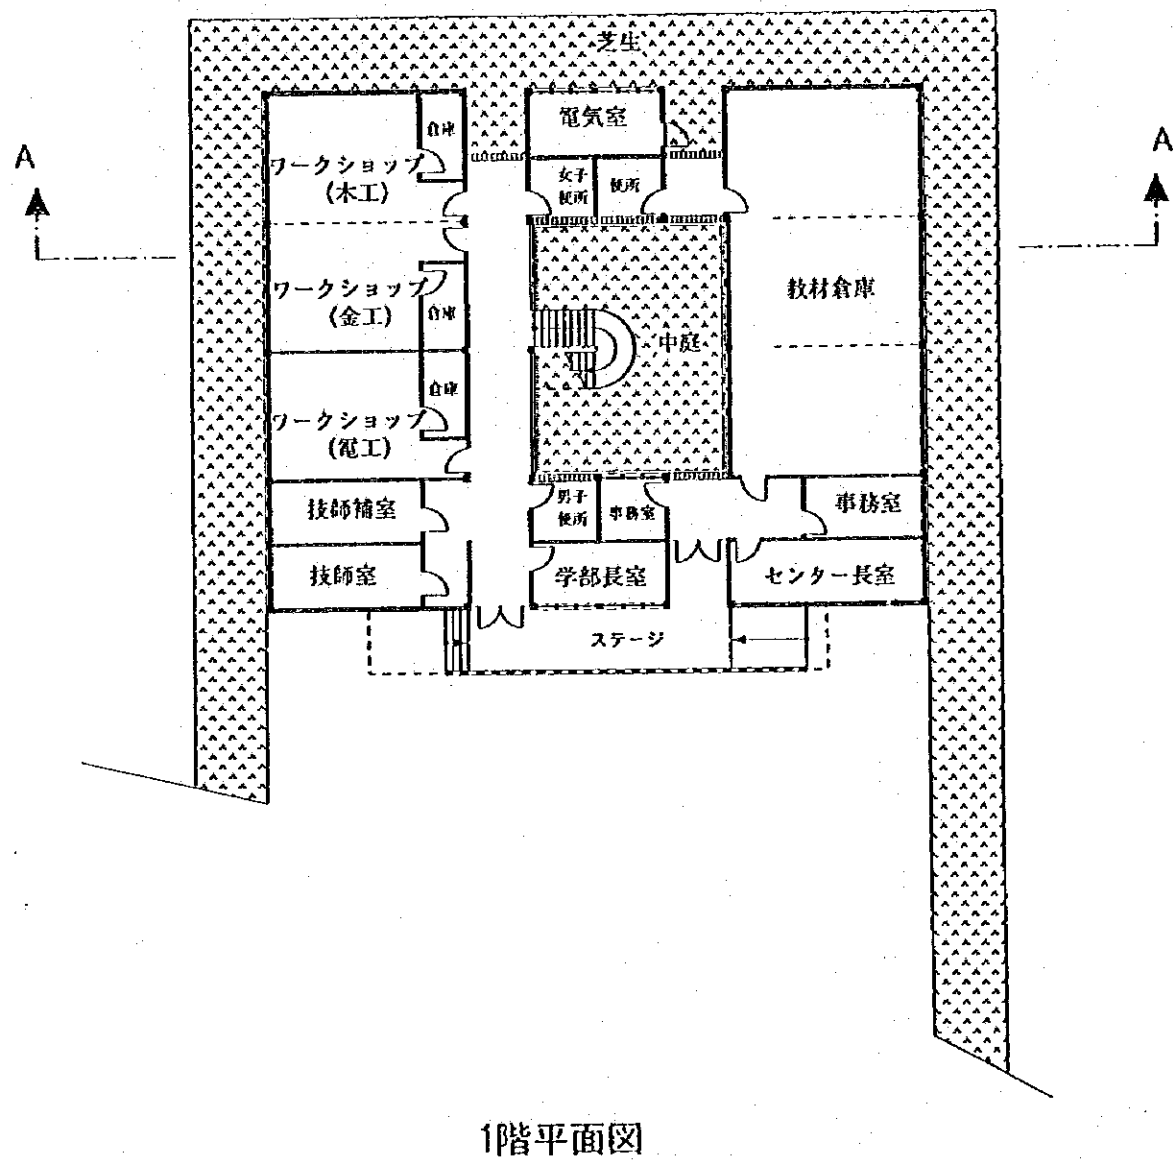 芝生
電気室
倉庫
A
A
ワークショップ
(木工)
女子
便所
便所
ワークショップ
(金工)
倉庫
教材倉庫
中庭
倉庫
ワークショップ
(電工)
技師補室
男子
便所
事務室
事務室
技師室
学部長室
センター長室
ステージ
1階平面図